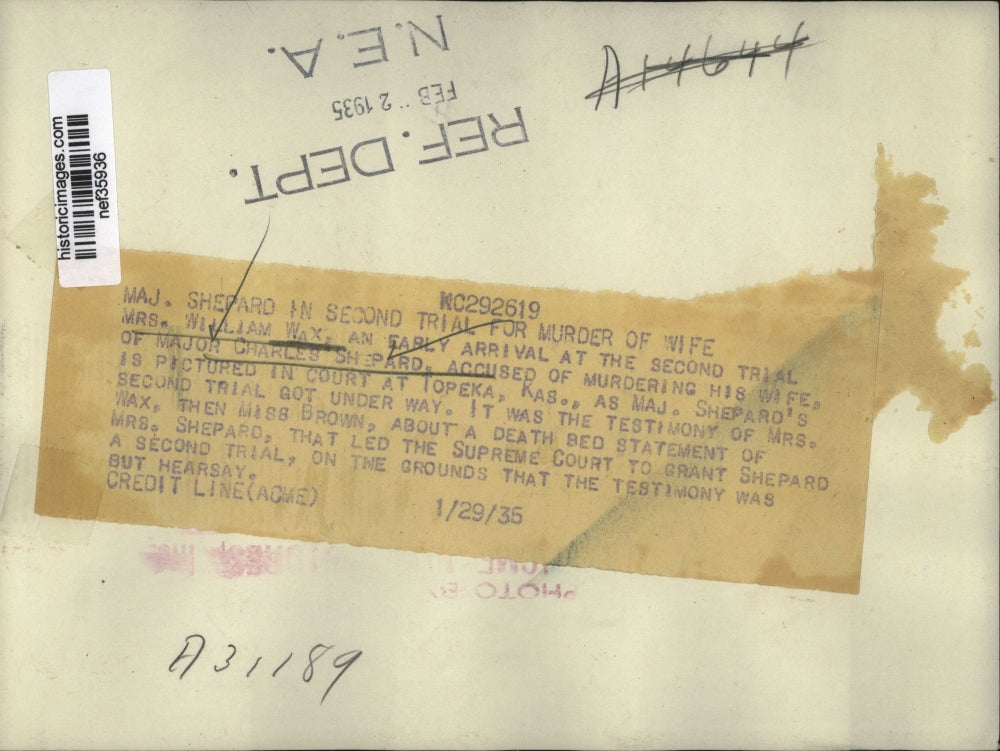 N.E.A.
FEB 2 1935
REF. DEPT.
A14644
historicimages.com
nef35936
KC292619
MAJ. SHEPARD IN SECOND TRIAL FOR MURDER OF WIFE
MRS. WILLIAM WAX, AN EARLY ARRIVAL AT THE SECOND TRIAL
OF MAJOR CHARLES SHEPARD, ACCUSED OF MURDERING HIS WIFE,
IS PICTURED IN COURT AT TOPEKA, KAS., AS MAJ. SHEPARD'S
SECOND TRIAL GOT UNDER WAY. IT WAS THE TESTIMONY OF MRS.
WAX, THEN MISS BROWN, ABOUT A DEATH BED STATEMENT OF
MRS. SHEPARD, THAT LED THE SUPREME COURT TO GRANT SHEPARD
A SECOND TRIAL, ON THE GROUNDS THAT THE TESTIMONY WAS
BUT HEARSAY.
CREDIT LINE(ACME) 1/29/35
PHOTO BY
A31189